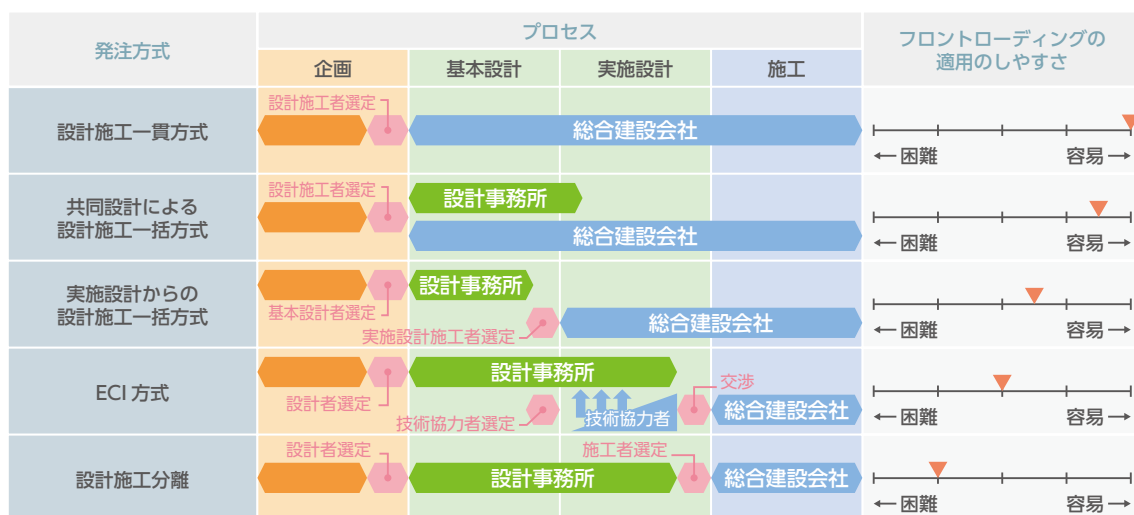 発注方式
プロセス
フロントローディングの
適用のしやすさ
企画
基本設計
実施設計
施工
設計施工一貫方式
設計施工者選定
総合建設会社
←困難
容易→
共同設計による
設計施工一括方式
設計施工者選定
設計事務所
総合建設会社
←困難
容易→
実施設計からの
設計施工一括方式
設計事務所
基本設計者選定
実施設計施工者選定
総合建設会社
←困難
容易→
ECI 方式
設計事務所
設計者選定
技術協力者選定
技術協力者
交渉
総合建設会社
←困難
容易→
設計施工分離
設計者選定
設計事務所
施工者選定
総合建設会社
←困難
容易→